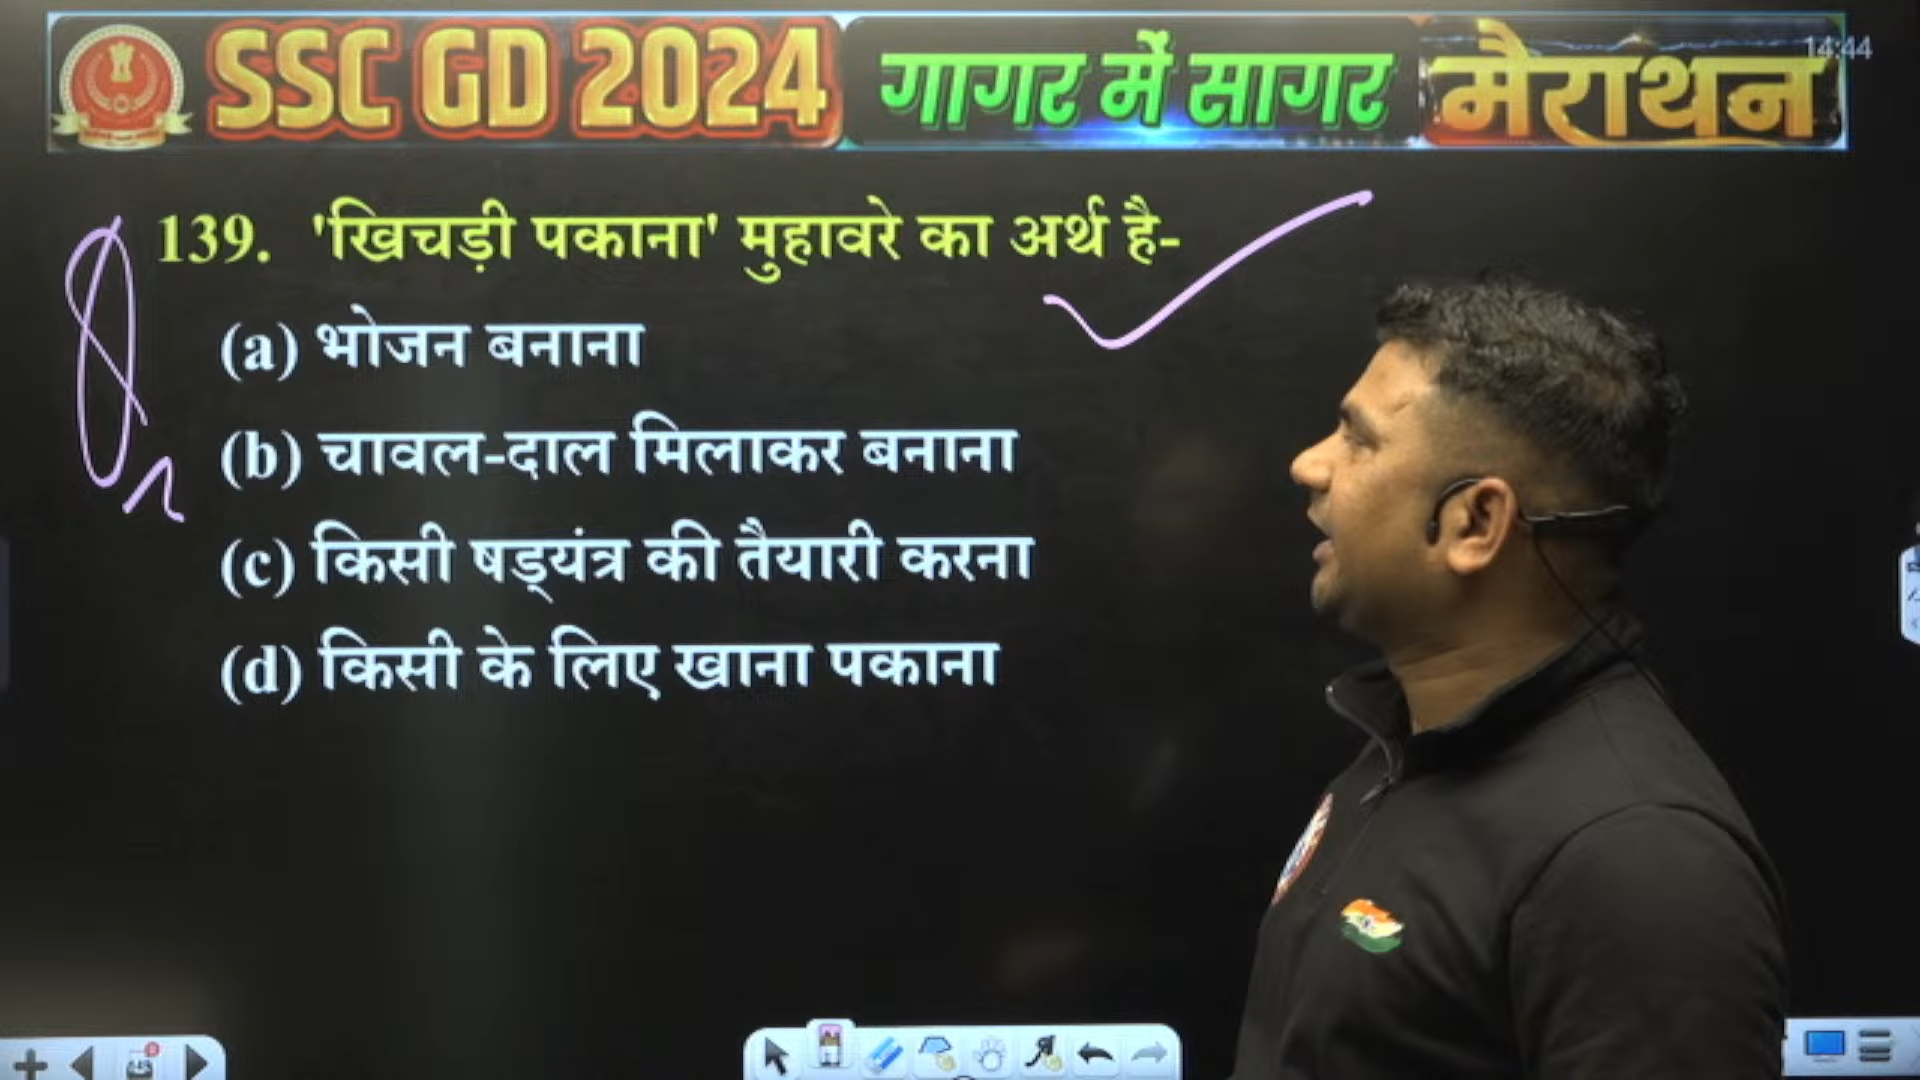 SSC GD 2024 गागर में सागर मैराथन
14:44
139. 'खिचड़ी पकाना' मुहावरे का अर्थ है-
(a) भोजन बनाना
(b) चावल-दाल मिलाकर बनाना
(c) किसी षड्यंत्र की तैयारी करना
(d) किसी के लिए खाना पकाना